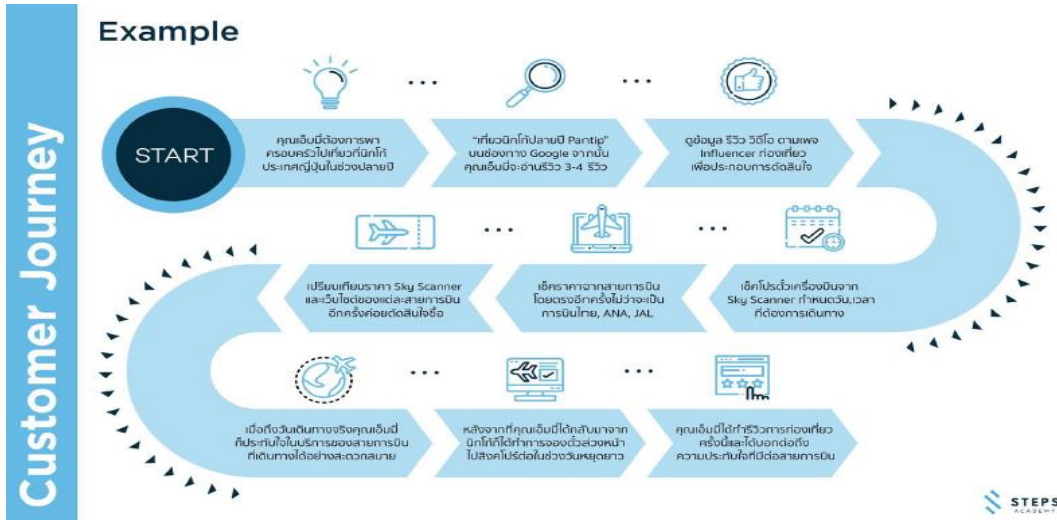 Customer Journey
Example
START
คุณเอ็มมี่ต้องการพา
ครอบครัวไปเที่ยวที่นิกโก้
ประเทศญี่ปุ่นในช่วงปลายปี
“เที่ยวนิกโก้ปลายปี Pantip”
บนช่องทาง Google จากนั้น
คุณเอ็มมี่จะอ่านรีวิว 3-4 รีวิว
ดูข้อมูล รีวิว วิดีโอ ตามเพจ
Influencer ท่องเที่ยว
เพื่อประกอบการตัดสินใจ
เช็คโปรตั๋วเครื่องบินจาก
Sky Scanner กำหนดวัน,เวลา
ที่ต้องการเดินทาง
เช็คราคาจากสายการบิน
โดยตรงอีกครั้งไม่ว่าจะเป็น
การบินไทย, ANA, JAL
เปรียบเทียบราคา Sky Scanner
และเว็บไซต์ของแต่ละสายการบิน
อีกครั้งค่อยตัดสินใจซื้อ
เมื่อถึงวันเดินทางจริงคุณเอ็มมี่
ก็ประทับใจในบริการของสายการบิน
ที่เดินทางได้อย่างสะดวกสบาย
หลังจากที่คุณเอ็มมี่ได้กลับมาจาก
นิกโก้ก็ได้ทำการจองตั๋วล่วงหน้า
ไปสิงคโปร์ต่อในช่วงวันหยุดยาว
คุณเอ็มมี่ได้ทำรีวิวการท่องเที่ยว
ครั้งนี้และได้บอกต่อถึง
ความประทับใจที่มีต่อสายการบิน
STEPS
ACADEMY